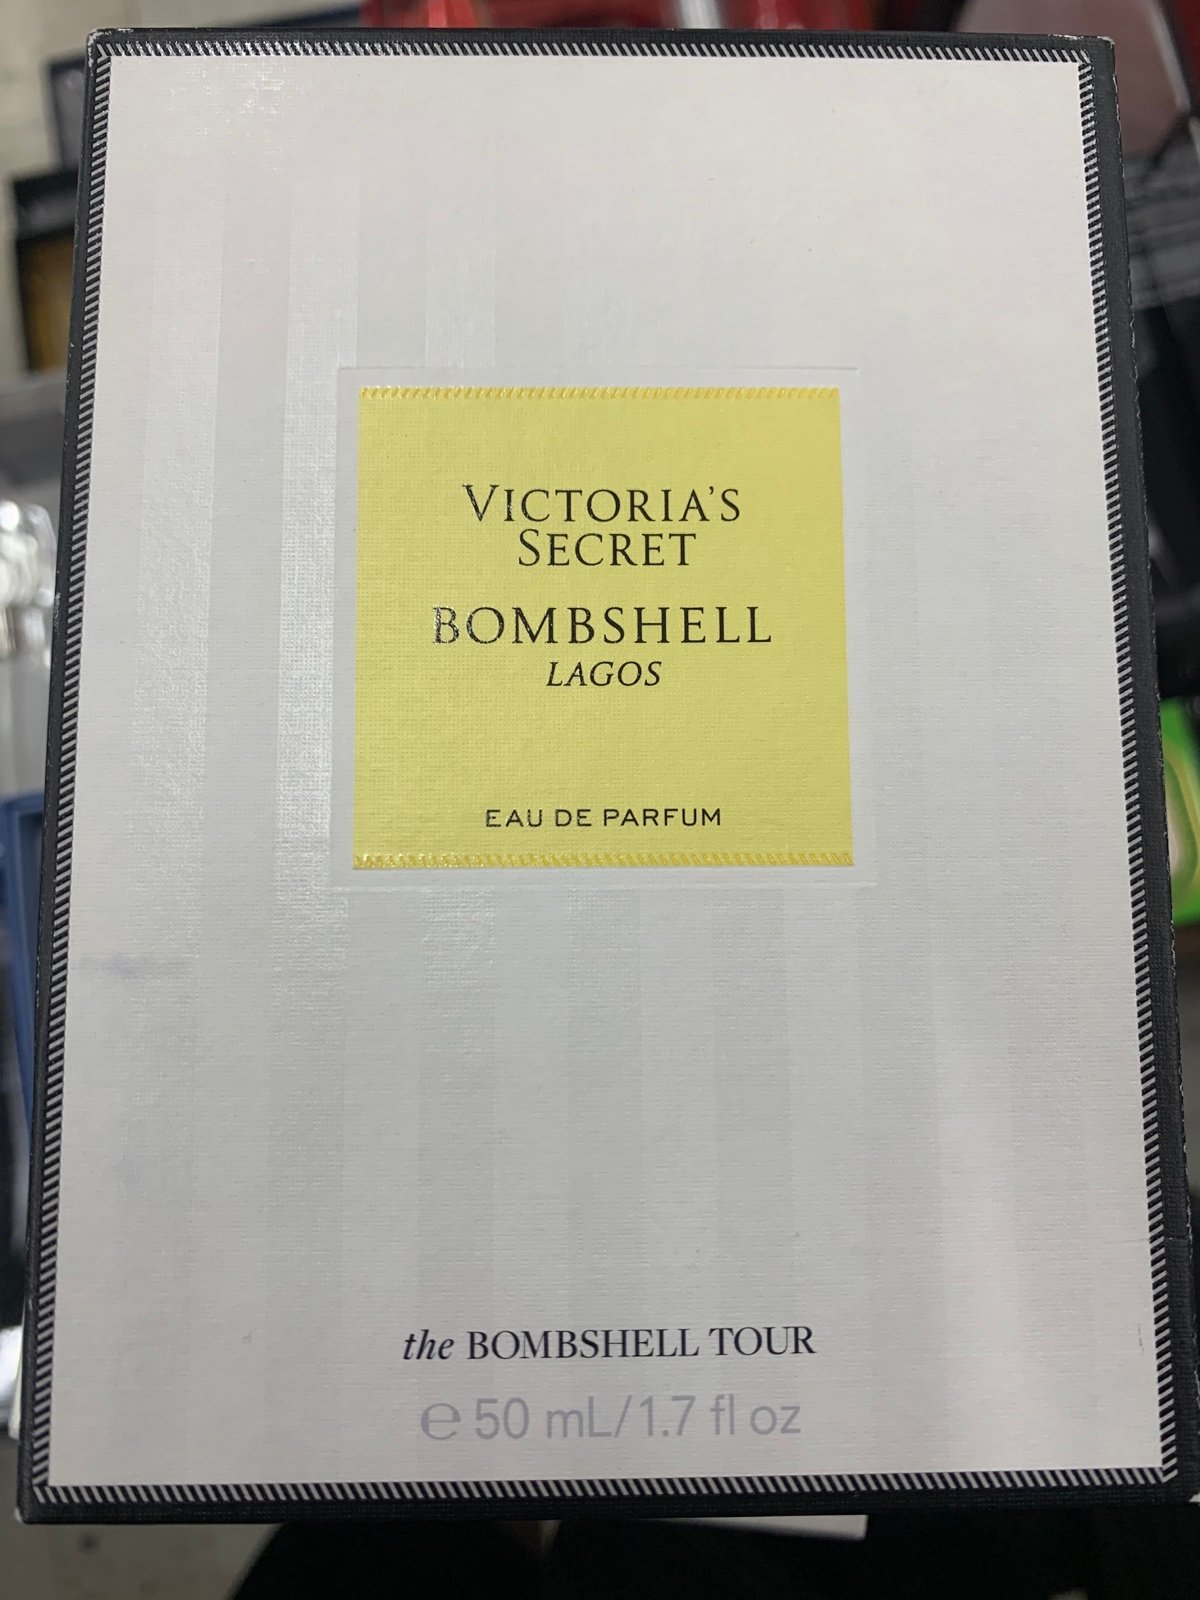 VICTORIA'S
SECRET
BOMBSHELL
LAGOS
EAU DE PARFUM
the BOMBSHELL TOUR
℮ 50 mL/1.7 fl oz